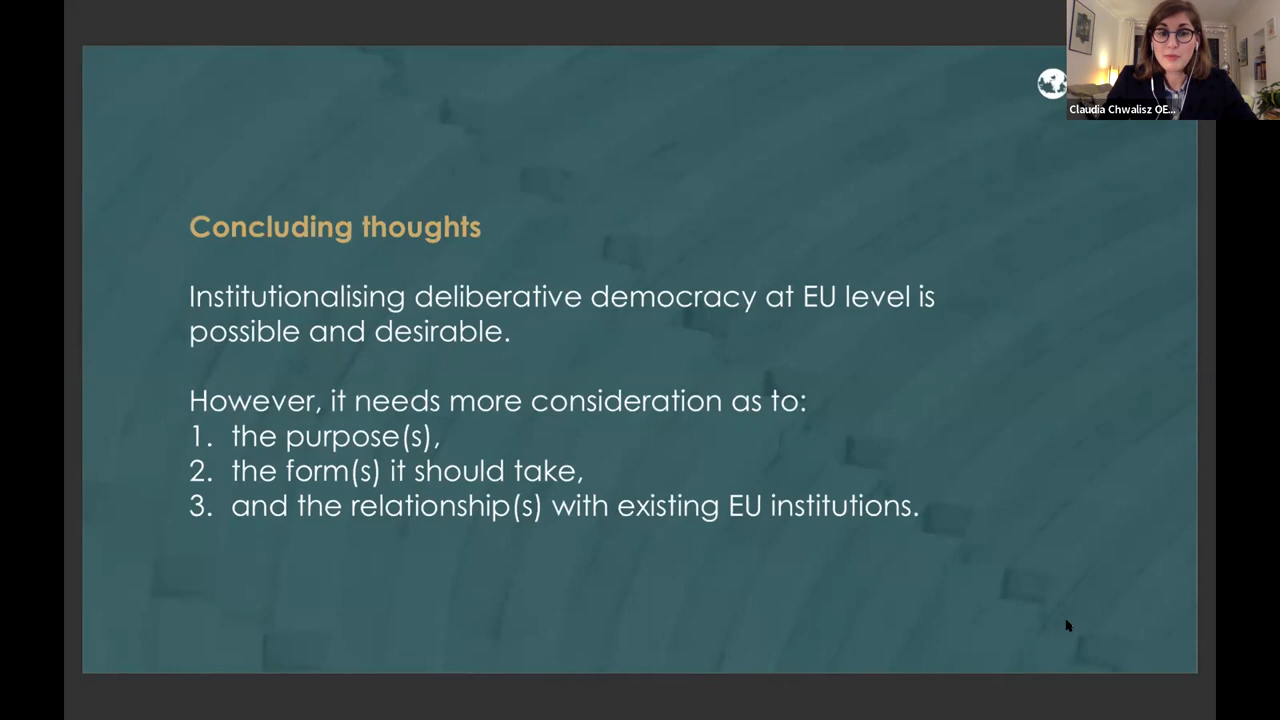 Claudia Chwalisz OE...
Concluding thoughts
Institutionalising deliberative democracy at EU level is
possible and desirable.
However, it needs more consideration as to:
1. the purpose(s),
2. the form(s) it should take,
3. and the relationship(s) with existing EU institutions.